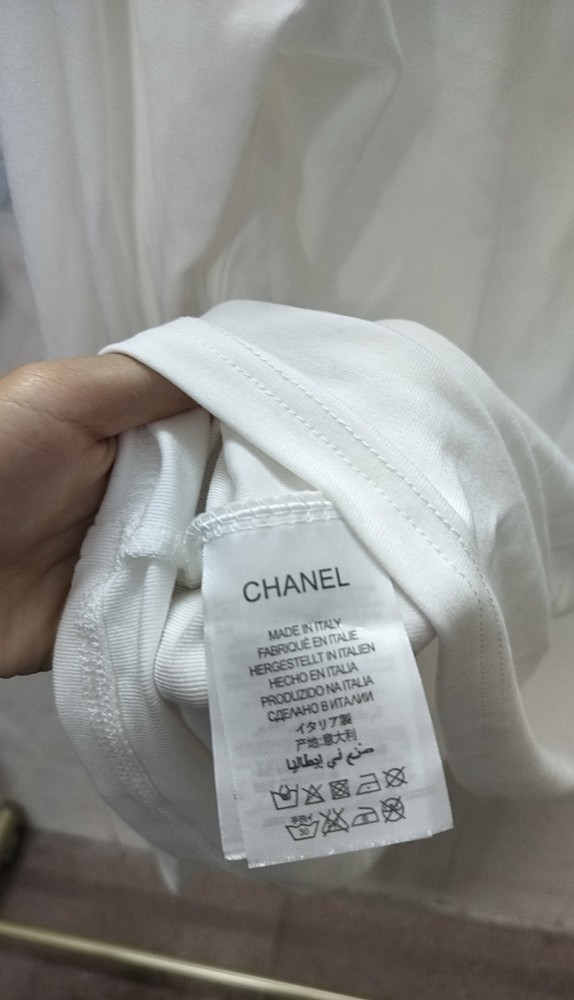 CHANEL
MADE IN ITALY
FABRIQUÉ EN ITALIE
HERGESTELLT IN ITALIEN
HECHO EN ITALIA
PRODUZIDO NA ITALIA
СДЕЛАНО В ИТАЛИИ
イタリア製
产地:意大利
صنع في إيطاليا
30